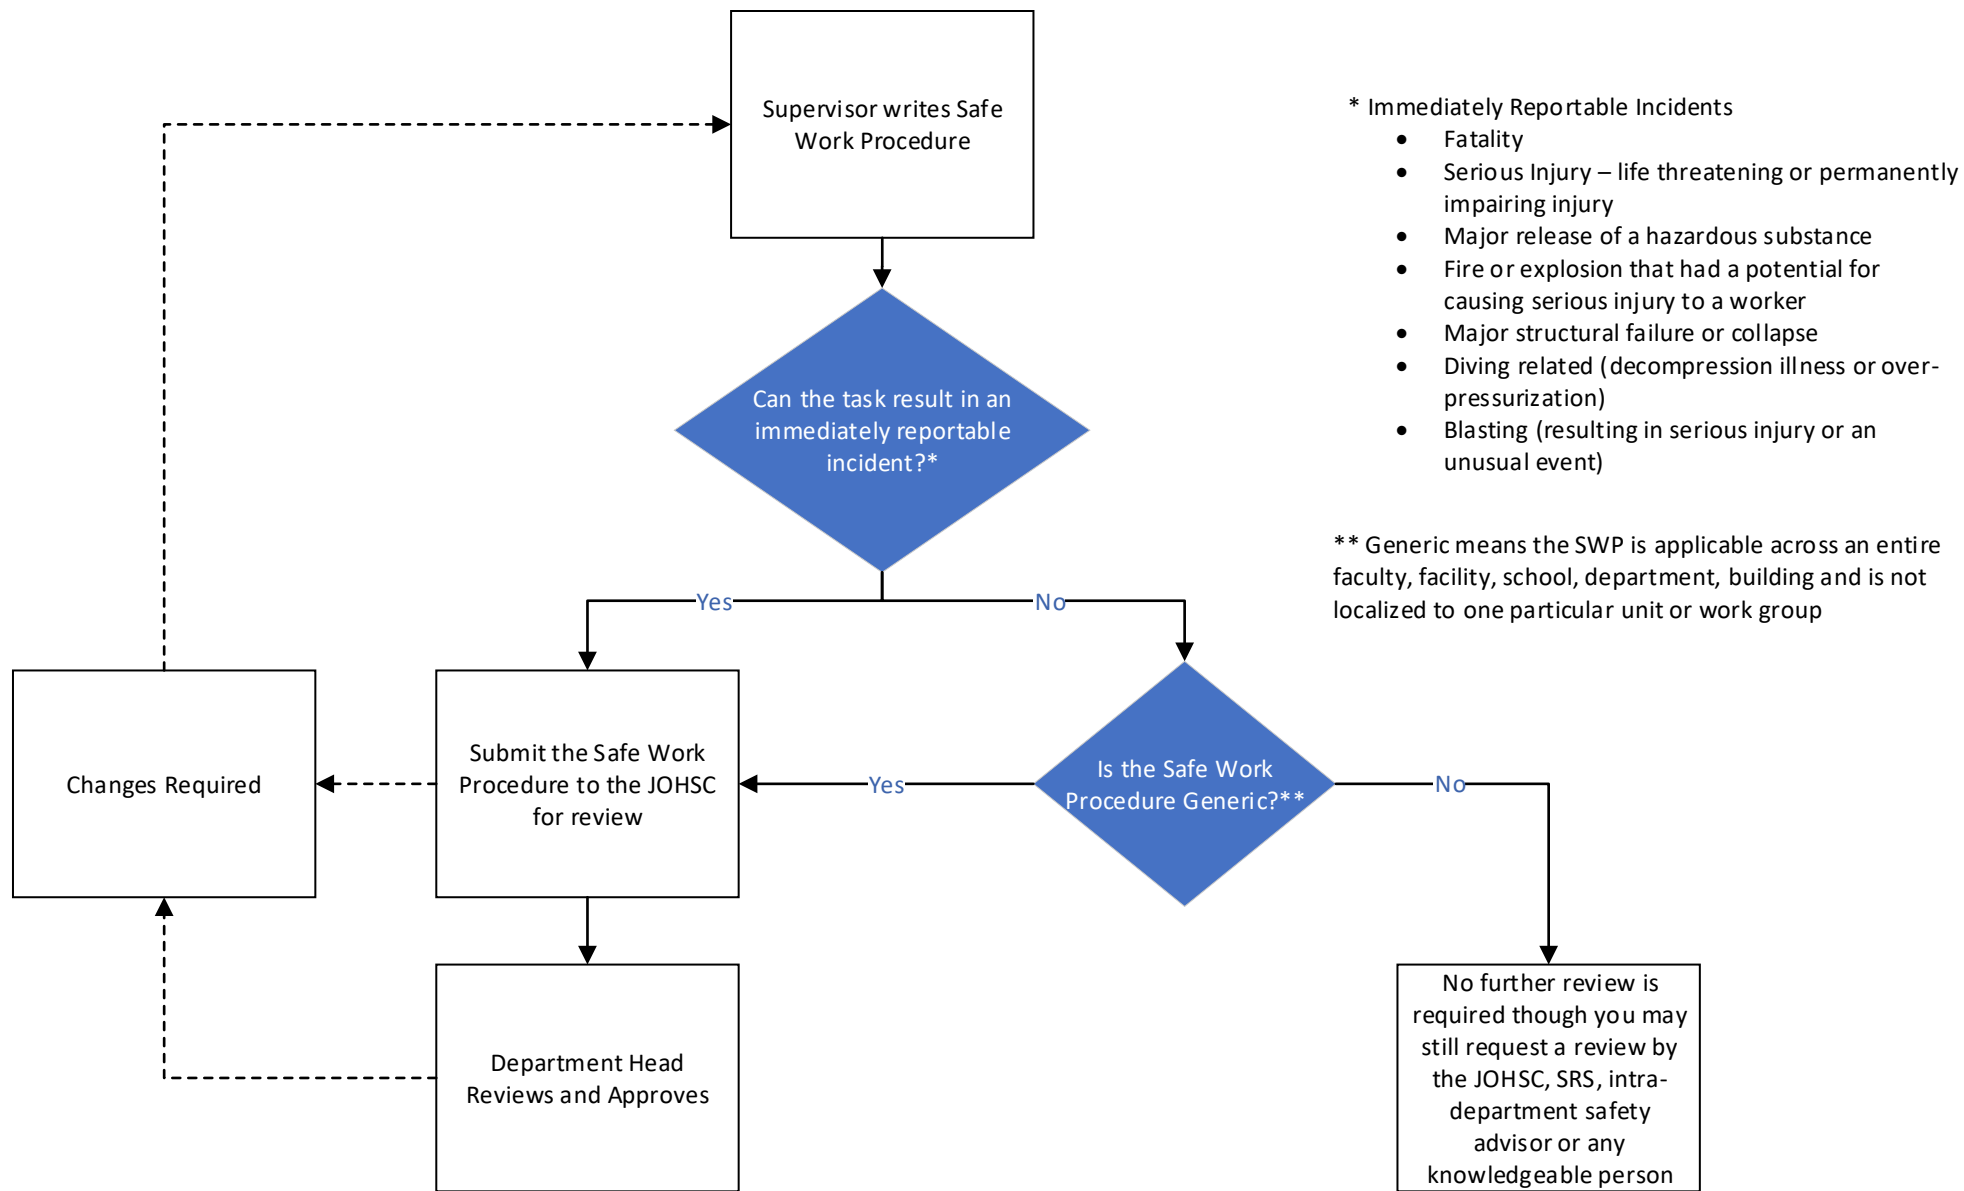 Supervisor writes Safe
Work Procedure
* Immediately Reportable Incidents
• Fatality
• Serious Injury – life threatening or permanently
impairing injury
• Major release of a hazardous substance
• Fire or explosion that had a potential for
causing serious injury to a worker
• Major structural failure or collapse
• Diving related (decompression illness or over-
pressurization)
• Blasting (resulting in serious injury or an
unusual event)
** Generic means the SWP is applicable across an entire
faculty, facility, school, department, building and is not
localized to one particular unit or work group
Can the task result in an
immediately reportable
incident?*
Yes
No
Changes Required
Submit the Safe Work
Procedure to the JOHSC
for review
Yes
Is the Safe Work
Procedure Generic?**
No
Department Head
Reviews and Approves
No further review is
required though you may
still request a review by
the JOHSC, SRS, intra-
department safety
advisor or any
knowledgeable person